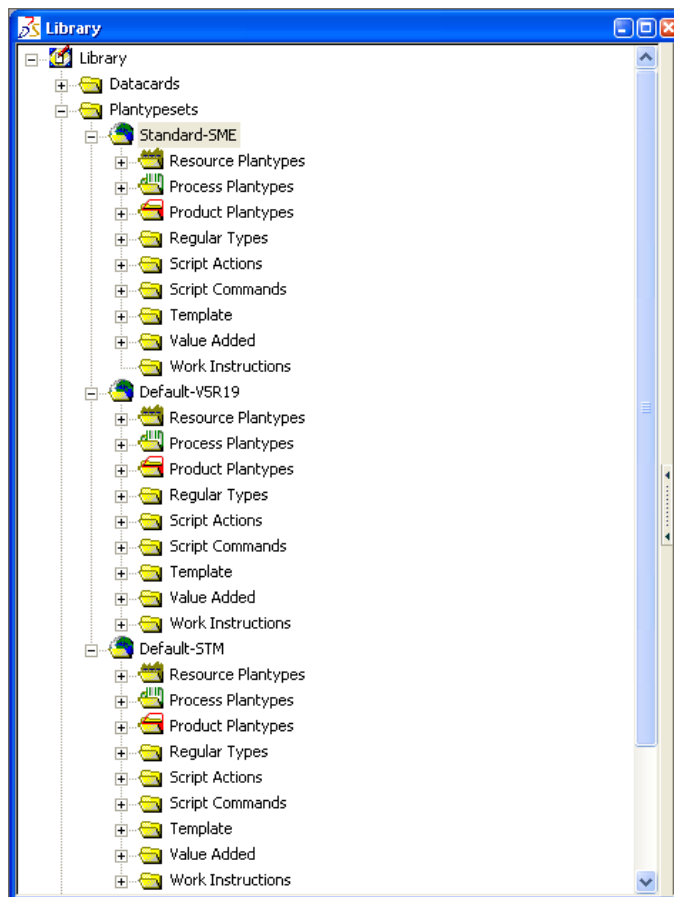 Library
Library
Datacards
Plantypesets
Standard-SME
Resource Plantypes
Process Plantypes
Product Plantypes
Regular Types
Script Actions
Script Commands
Template
Value Added
Work Instructions
Default-V5R19
Resource Plantypes
Process Plantypes
Product Plantypes
Regular Types
Script Actions
Script Commands
Template
Value Added
Work Instructions
Default-STM
Resource Plantypes
Process Plantypes
Product Plantypes
Regular Types
Script Actions
Script Commands
Template
Value Added
Work Instructions